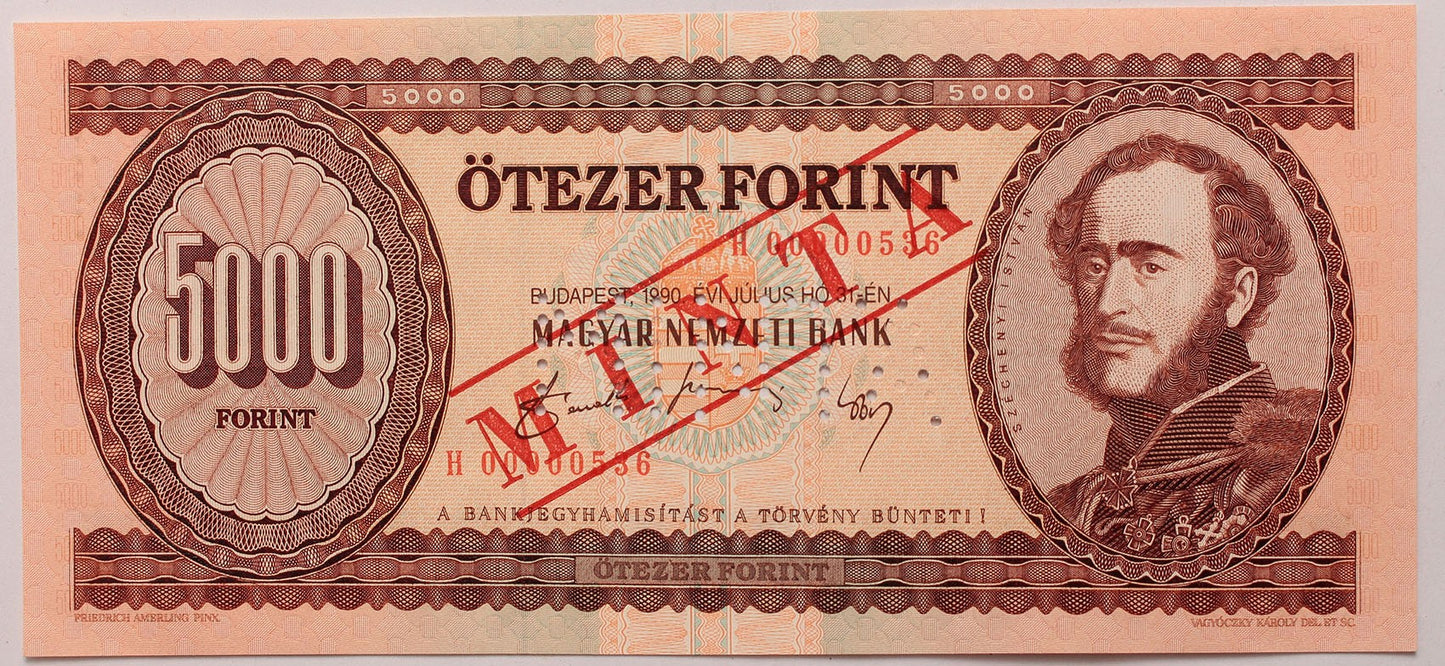 5000 5000
ÖTEZER FORINT
H 00000536
BUDAPEST, 1990. ÉVI JÚLIUS HÓ 31-ÉN
MAGYAR NEMZETI BANK
MINTA
5000
FORINT
SZÉCHENYI ISTVÁN
H 00000536
A BANKJEGYHAMISÍTÁST A TÖRVÉNY BÜNTETI!
ÖTEZER FORINT
FRIEDRICH AMERLING PINX.
VAGYÓCZKY KÁROLY DEL. ET SC.